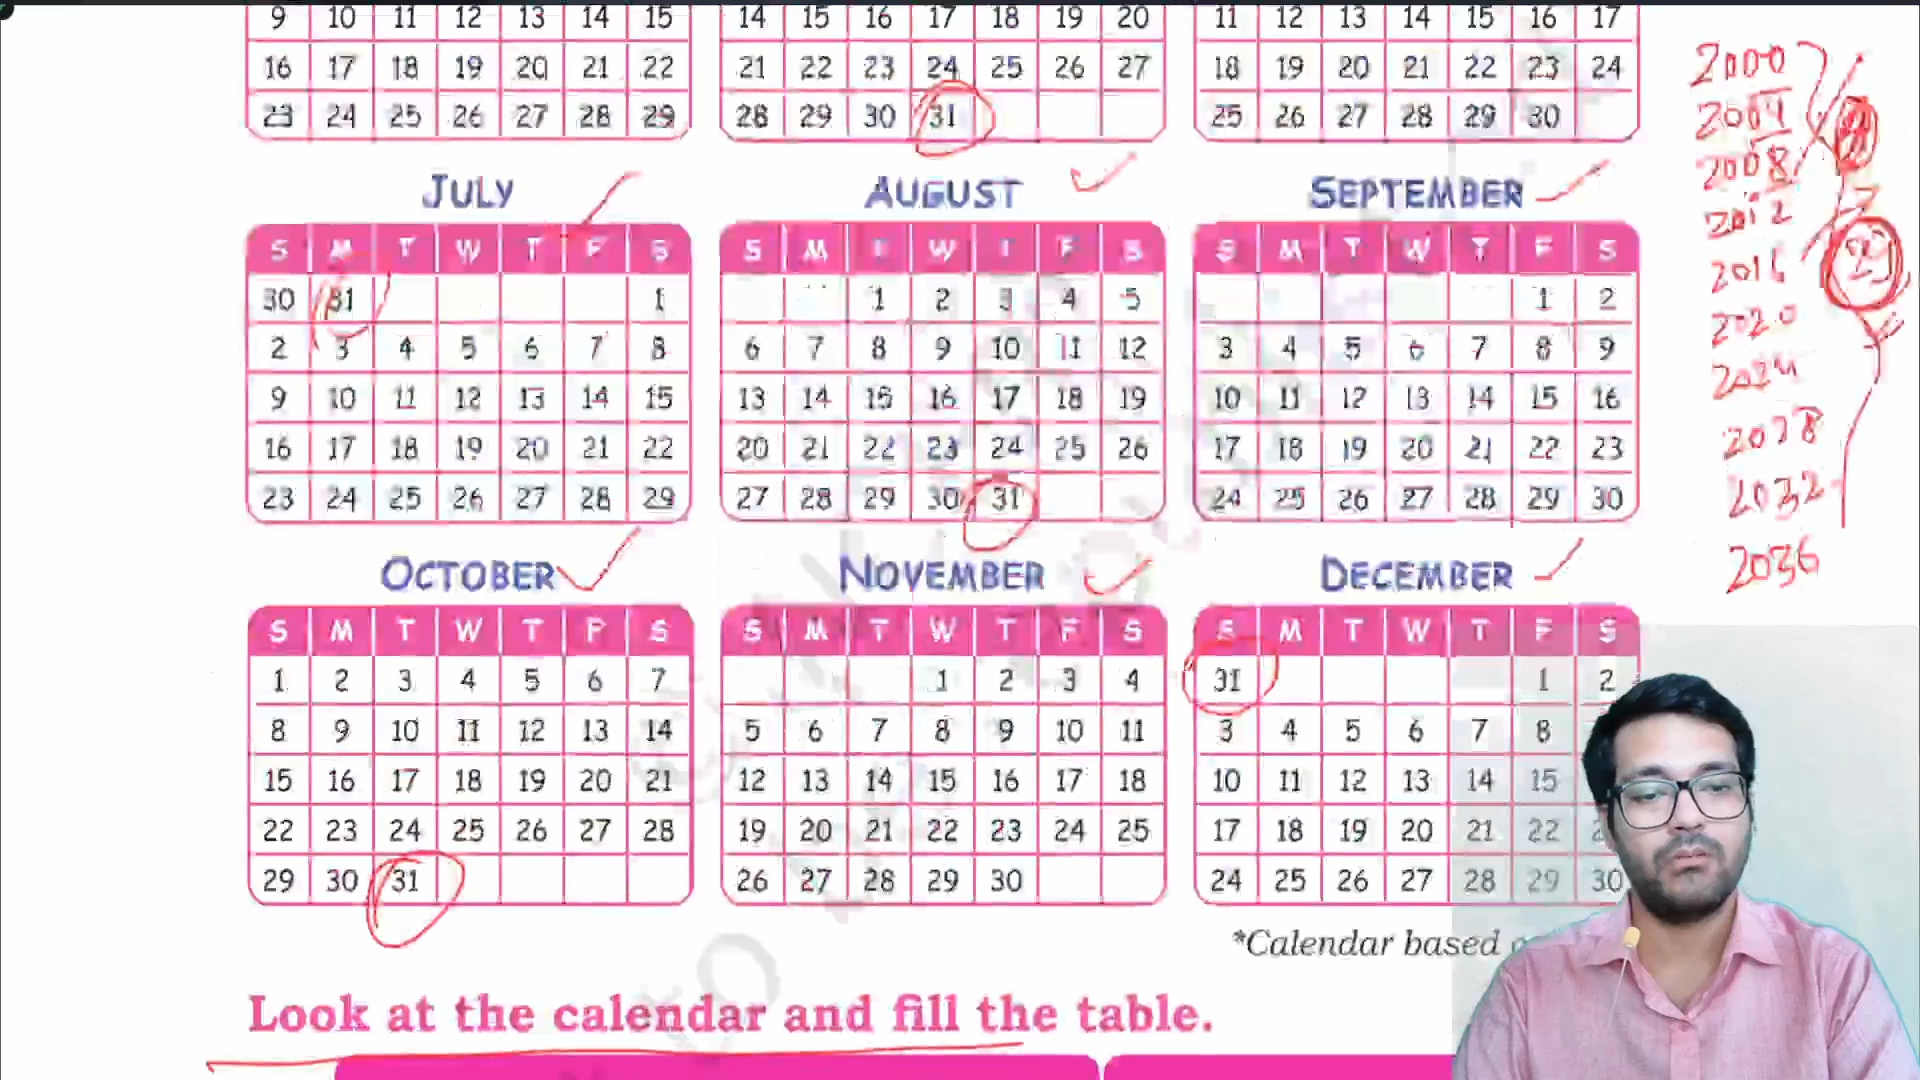 9 10 11 12 13 14 15
16 17 18 19 20 21 22
23 24 25 26 27 28 29
14 15 16 17 18 19 20
21 22 23 24 25 26 27
28 29 30 31
11 12 13 14 15 16 17
18 19 20 21 22 23 24
25 26 27 28 29 30
JULY
S M T W T F S
30 31 1
2 3 4 5 6 7 8
9 10 11 12 13 14 15
16 17 18 19 20 21 22
23 24 25 26 27 28 29
AUGUST
S M T W T F S
1 2 3 4 5
6 7 8 9 10 11 12
13 14 15 16 17 18 19
20 21 22 23 24 25 26
27 28 29 30 31
SEPTEMBER
S M T W T F S
1 2
3 4 5 6 7 8 9
10 11 12 13 14 15 16
17 18 19 20 21 22 23
24 25 26 27 28 29 30
OCTOBER
S M T W T F S
1 2 3 4 5 6 7
8 9 10 11 12 13 14
15 16 17 18 19 20 21
22 23 24 25 26 27 28
29 30 31
NOVEMBER
S M T W T F S
1 2 3 4
5 6 7 8 9 10 11
12 13 14 15 16 17 18
19 20 21 22 23 24 25
26 27 28 29 30
DECEMBER
S M T W T F S
31 1 2
3 4 5 6 7 8
10 11 12 13 14 15
17 18 19 20 21 22
24 25 26 27 28 29 30
*Calendar based
Look at the calendar and fill the table.
2000
2004
2008
2012
2016
2020
2024
2028
2032
2036